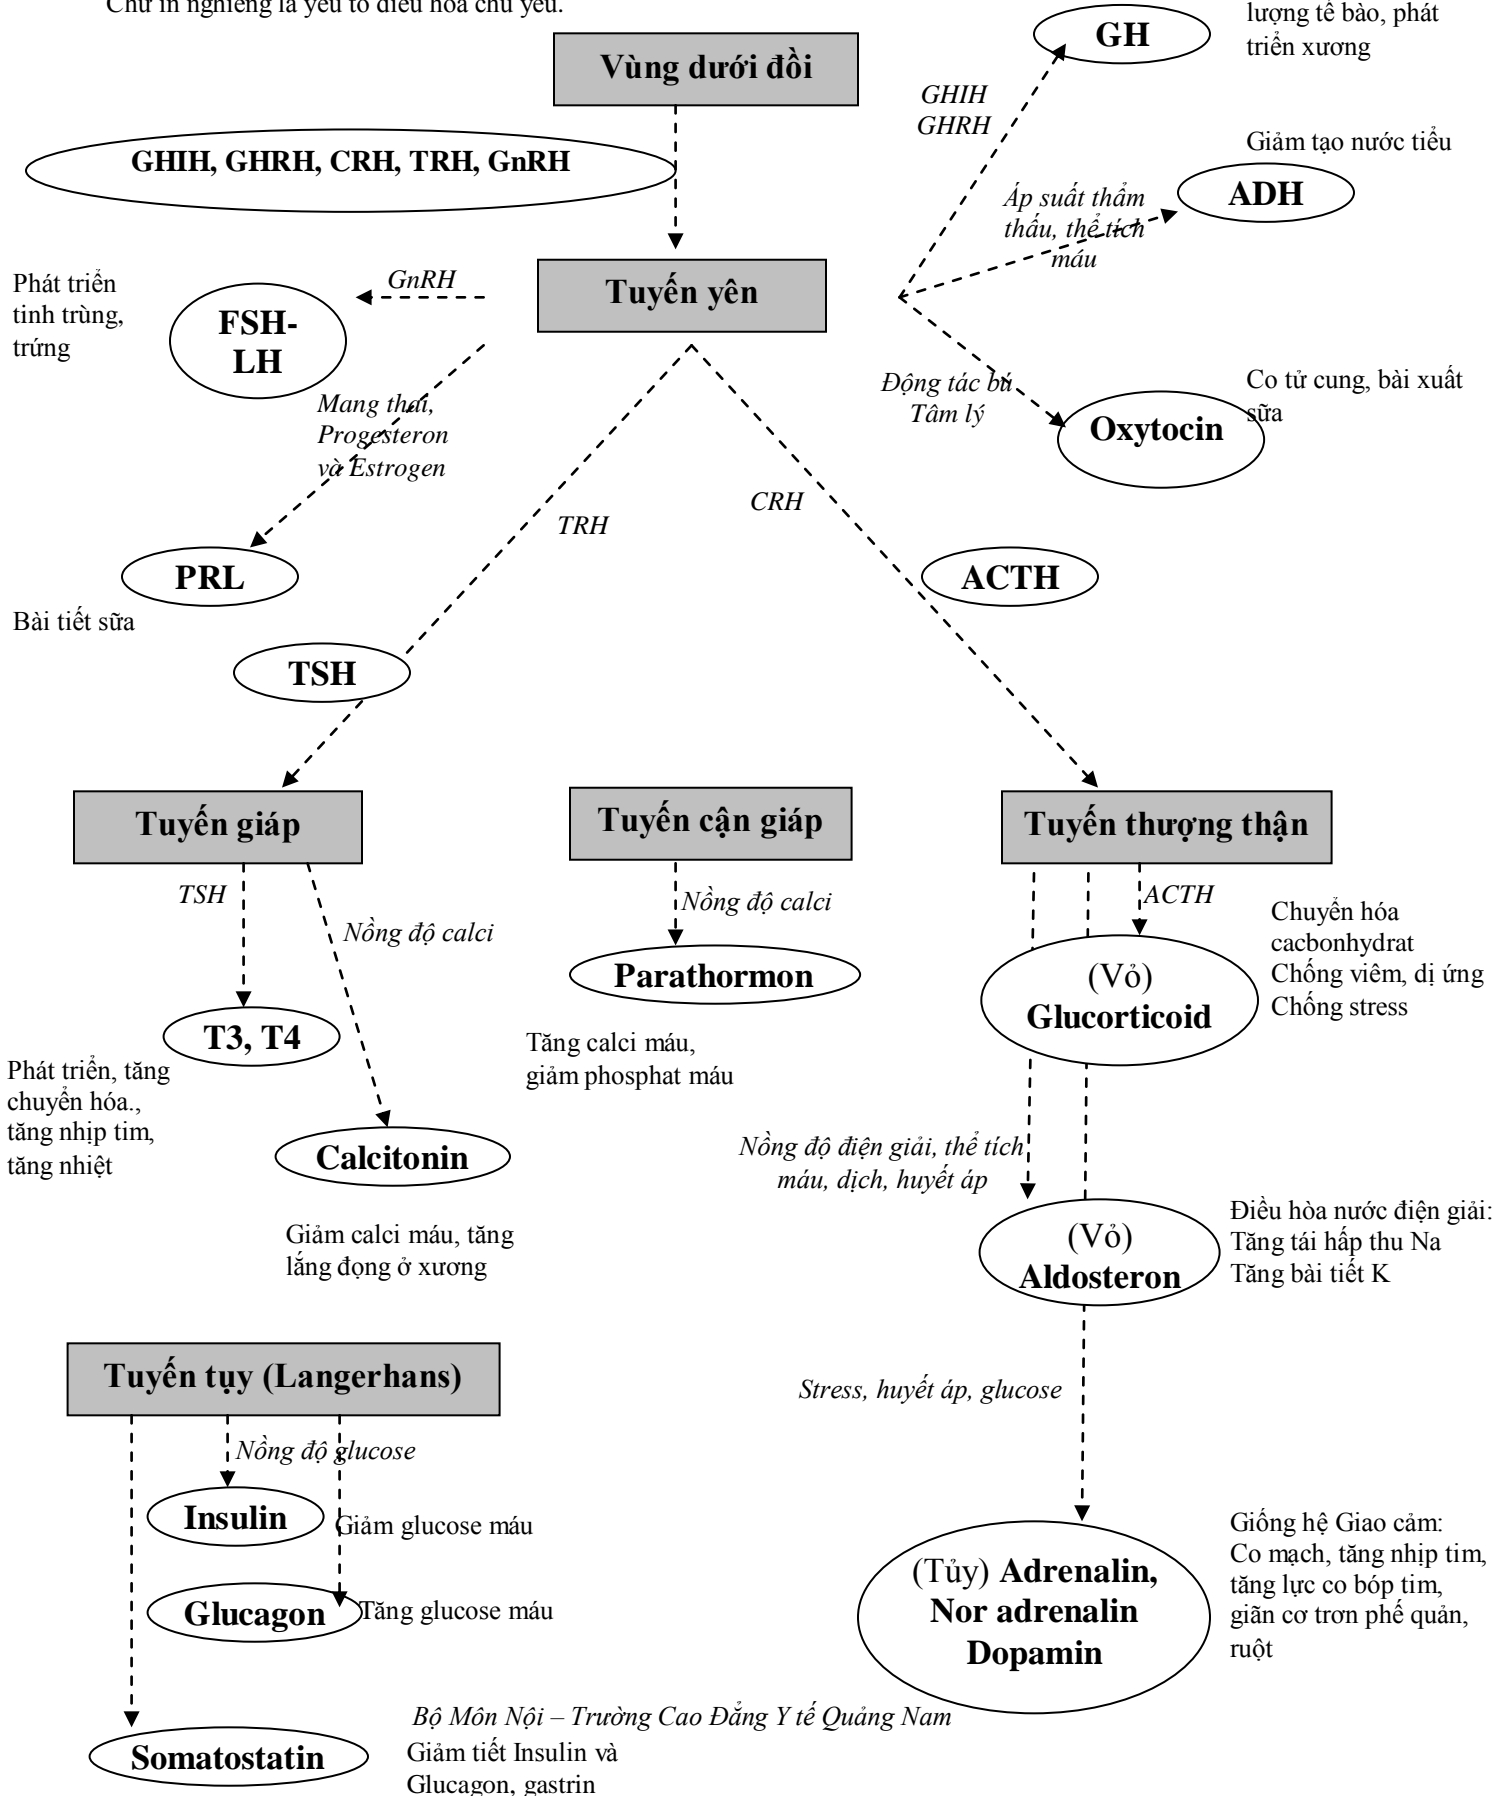 Chữ in nghiêng là yếu tố điều hòa chủ yếu.
lượng tế bào, phát
triển xương
GH
Vùng dưới đồi
GHIH
GHRH
Giảm tạo nước tiểu
GHIH, GHRH, CRH, TRH, GnRH
ADH
Áp suất thẩm
thấu, thể tích
máu
Phát triển
tinh trùng,
trứng
GnRH
Tuyến yên
FSH-
LH
Động tác bú
Tâm lý
Co tử cung, bài xuất
sữa
Oxytocin
Mang thai,
Progesteron
và Estrogen
CRH
TRH
PRL
ACTH
Bài tiết sữa
TSH
Tuyến giáp
Tuyến cận giáp
Tuyến thượng thận
TSH
Nồng độ calci
Nồng độ calci
ACTH
Chuyển hóa
cacbonhydrat
Chống viêm, dị ứng
Chống stress
Parathormon
(Vỏ)
Glucorticoid
T3, T4
Tăng calci máu,
giảm phosphat máu
Phát triển, tăng
chuyển hóa.,
tăng nhịp tim,
tăng nhiệt
Calcitonin
Nồng độ điện giải, thể tích
máu, dịch, huyết áp
Giảm calci máu, tăng
lắng đọng ở xương
(Vỏ)
Aldosteron
Điều hòa nước điện giải:
Tăng tái hấp thu Na
Tăng bài tiết K
Tuyến tụy (Langerhans)
Stress, huyết áp, glucose
Nồng độ glucose
Insulin
Giảm glucose máu
Glucagon
Tăng glucose máu
(Tủy) Adrenalin,
Nor adrenalin
Dopamin
Giống hệ Giao cảm:
Co mạch, tăng nhịp tim,
tăng lực co bóp tim,
giãn cơ trơn phế quản,
ruột
Bộ Môn Nội – Trường Cao Đẳng Y tế Quảng Nam
Somatostatin
Giảm tiết Insulin và
Glucagon, gastrin